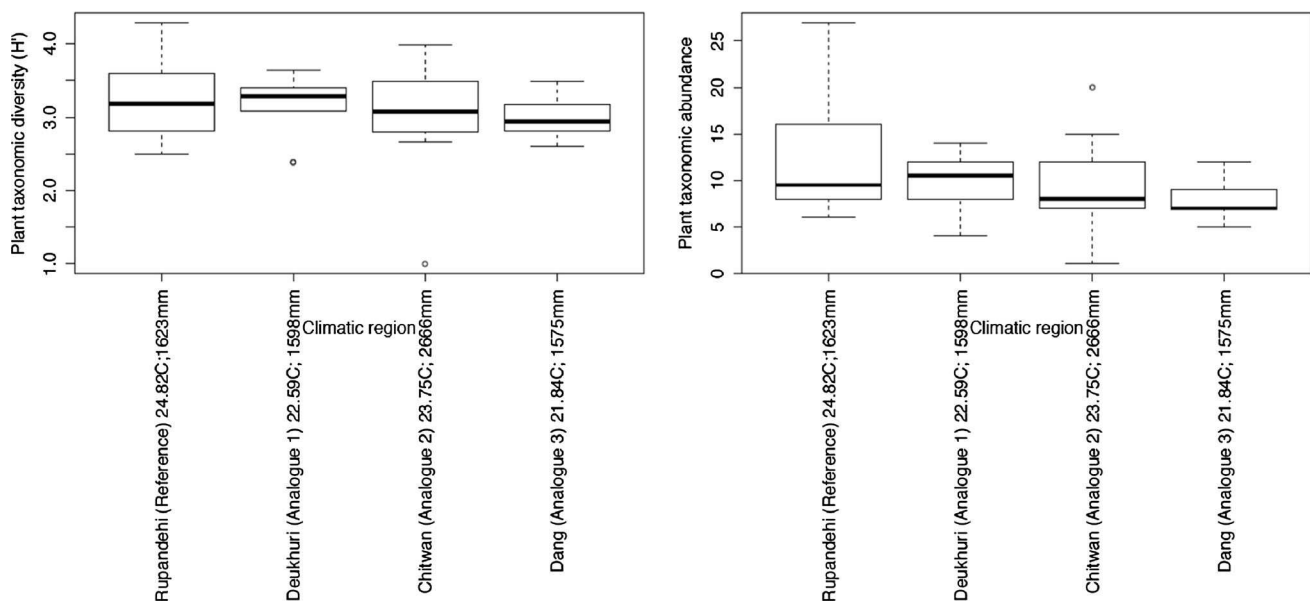 Plant taxonomic diversity (H')
4.0
3.0
2.0
1.0
Rupandehi (Reference) 24.82C;1623mm
Deukhuri (Analogue 1) 22.59C; 1598mm
Chitwan (Analogue 2) 23.75C; 2666mm
Dang (Analogue 3) 21.84C; 1575mm
Climatic region
Plant taxonomic abundance
25
20
15
10
5
0
Rupandehi (Reference) 24.82C;1623mm
Deukhuri (Analogue 1) 22.59C; 1598mm
Chitwan (Analogue 2) 23.75C; 2666mm
Dang (Analogue 3) 21.84C; 1575mm
Climatic region